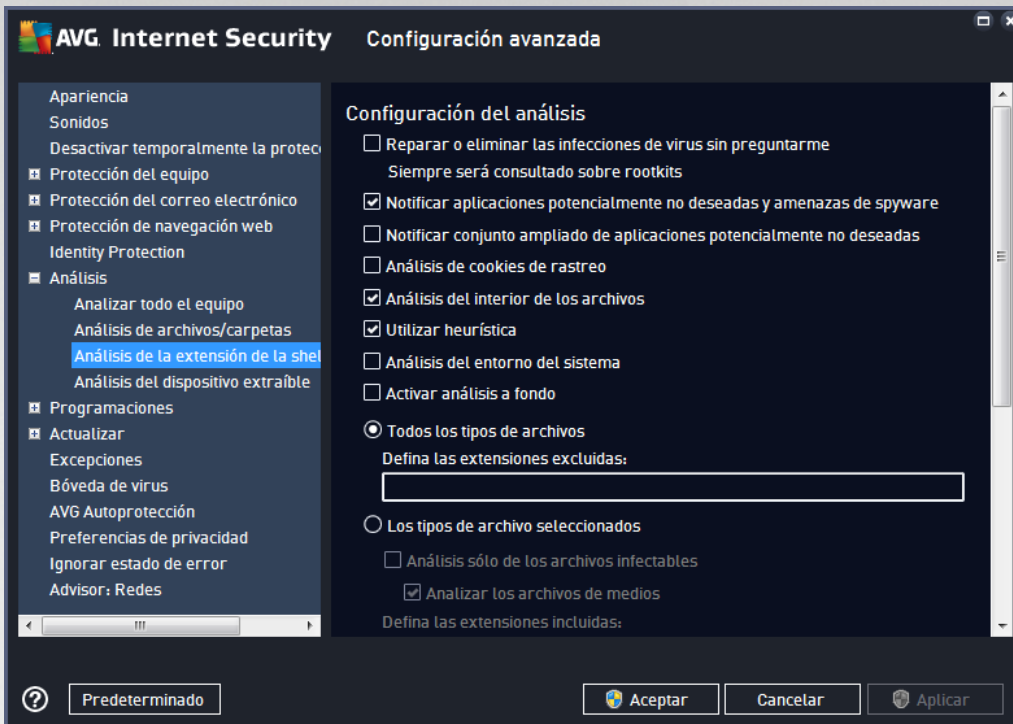 AVG Internet Security Configuración avanzada
Apariencia
Sonidos
Desactivar temporalmente la protec
Protección del equipo
Protección del correo electrónico
Protección de navegación web
Identity Protection
Análisis
Analizar todo el equipo
Análisis de archivos/carpetas
Análisis de la extensión de la shel
Análisis del dispositivo extraíble
Programaciones
Actualizar
Excepciones
Bóveda de virus
AVG Autoprotección
Preferencias de privacidad
Ignorar estado de error
Advisor: Redes
Configuración del análisis
Reparar o eliminar las infecciones de virus sin preguntarme
Siempre será consultado sobre rootkits
Notificar aplicaciones potencialmente no deseadas y amenazas de spyware
Notificar conjunto ampliado de aplicaciones potencialmente no deseadas
Análisis de cookies de rastreo
Análisis del interior de los archivos
Utilizar heurística
Análisis del entorno del sistema
Activar análisis a fondo
Todos los tipos de archivos
Defina las extensiones excluidas:
Los tipos de archivo seleccionados
Análisis sólo de los archivos infectables
Analizar los archivos de medios
Defina las extensiones incluidas:
Predeterminado
Aceptar
Cancelar
Aplicar